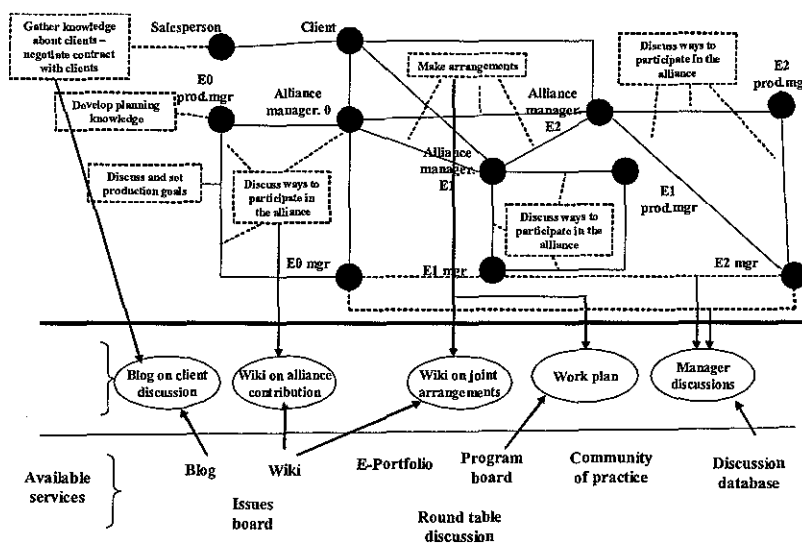 Gather knowledge
about clients –
negotiate contract
with clients
Salesperson
Client
Make arrangements
Discuss ways to
participate in the
alliance
E2
prod.mgr
E0
prod.mgr
Develop planning
knowledge
Alliance
manager. 0
Alliance
manager.
E2
Alliance
manager.
E1
Discuss and set
production goals
Discuss ways to
participate in
the alliance
Discuss ways to
participate in the
alliance
E1
prod.mgr
E0 mgr
E1 mgr
E2 mgr
Blog on client
discussion
Wiki on alliance
contribution
Wiki on joint
arrangements
Work plan
Manager
discussions
Available
services
Blog
Wiki
E-Portfolio
Program
board
Community
of practice
Discussion
database
Issues
board
Round table
discussion